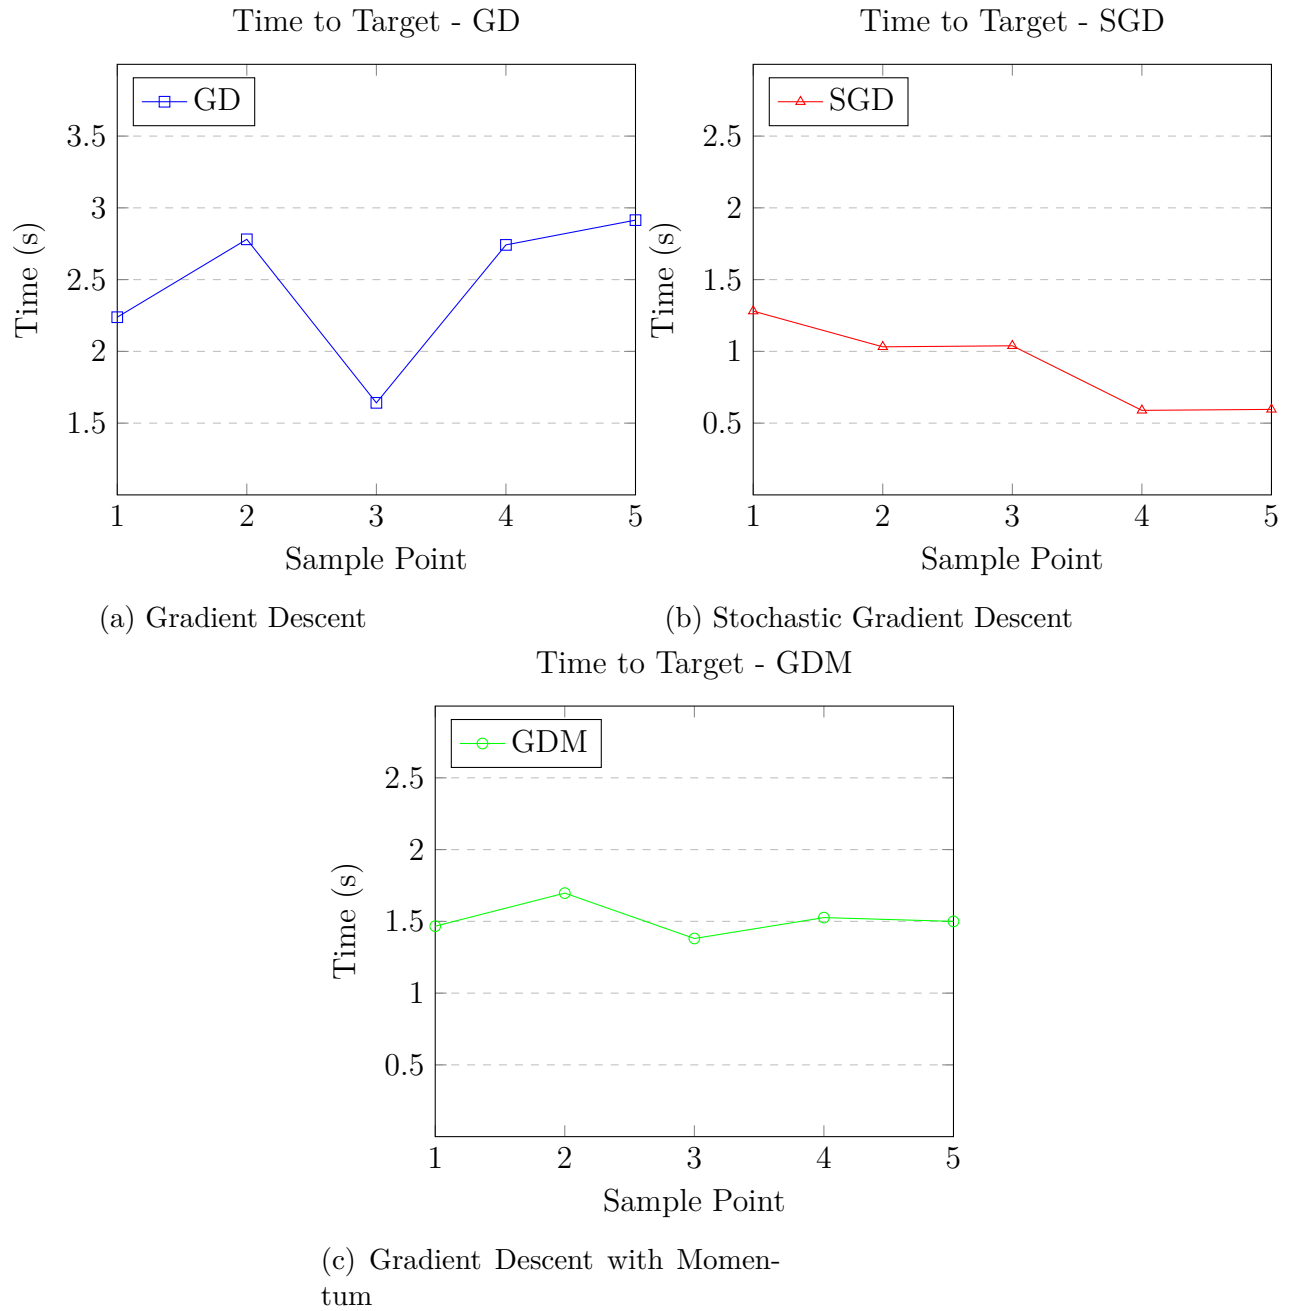 Time to Target - GD
GD
3.5
3
2.5
2
1.5
Time (s)
1 2 3 4 5
Sample Point
(a) Gradient Descent
Time to Target - SGD
SGD
2.5
2
1.5
1
0.5
Time (s)
1 2 3 4 5
Sample Point
(b) Stochastic Gradient Descent
Time to Target - GDM
GDM
2.5
2
1.5
1
0.5
Time (s)
1 2 3 4 5
Sample Point
(c) Gradient Descent with Momen-
tum